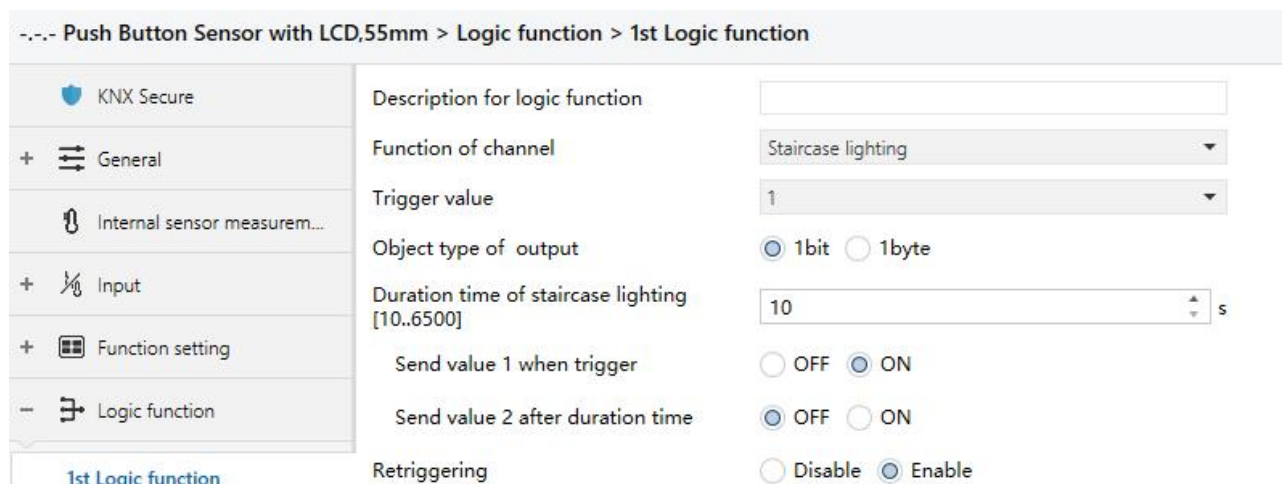 -.-.- Push Button Sensor with LCD,55mm > Logic function > 1st Logic function
KNX Secure
+ General
Internal sensor measurem...
+ Input
+ Function setting
− Logic function
1st Logic function
Description for logic function
Function of channel Staircase lighting
Trigger value 1
Object type of output 1bit 1byte
Duration time of staircase lighting
[10..6500] 10 s
Send value 1 when trigger OFF ON
Send value 2 after duration time OFF ON
Retriggering Disable Enable